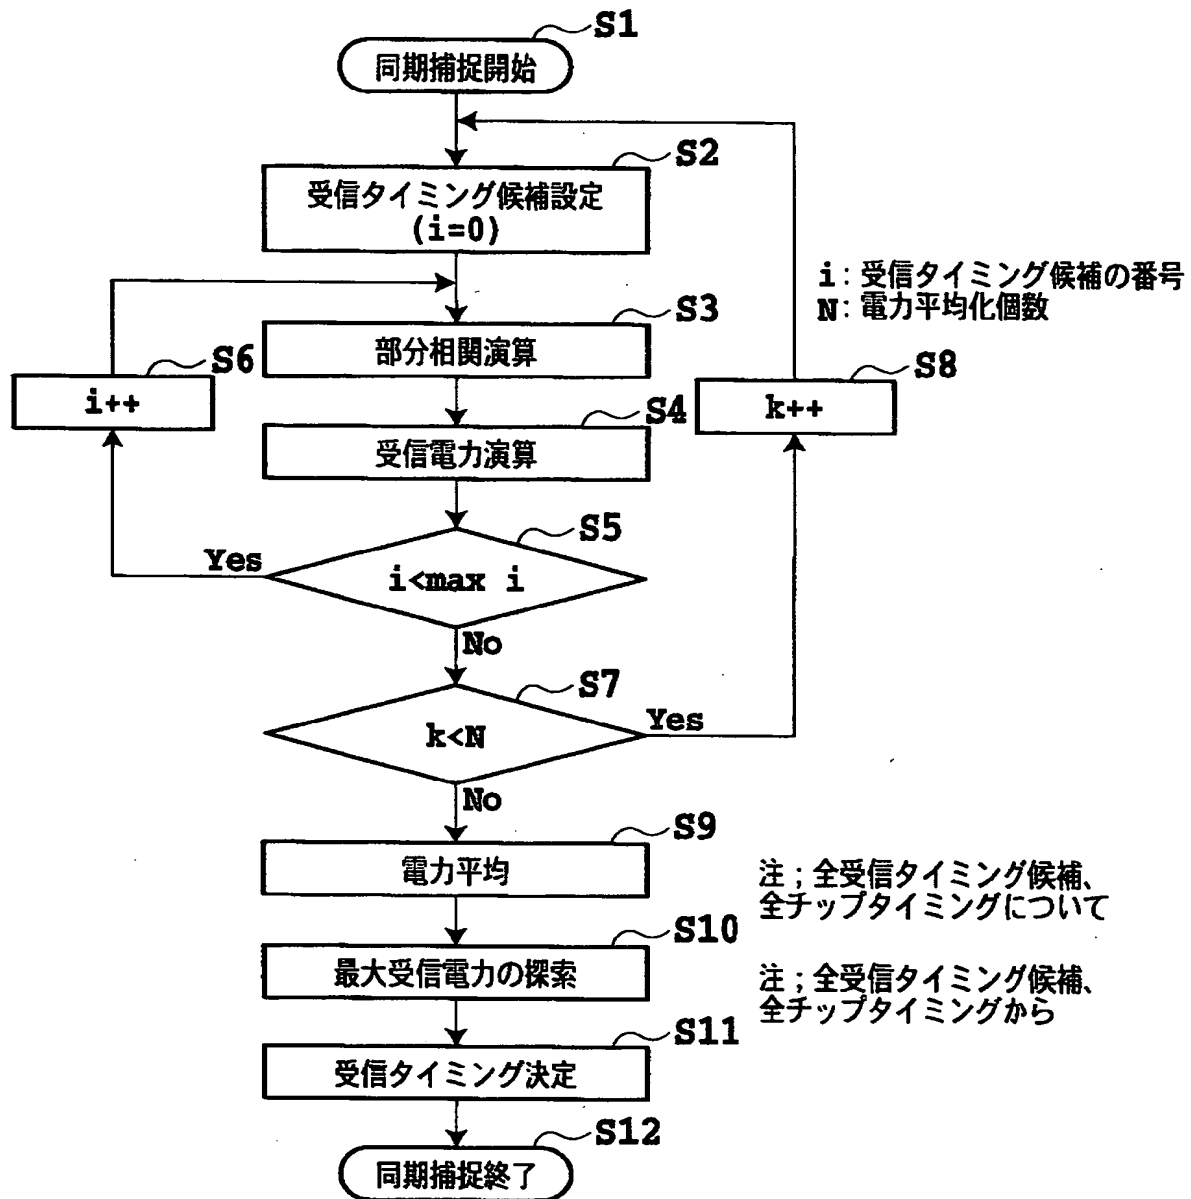 S1
同期捕捉開始
S2
受信タイミング候補設定
(i=0)
i:受信タイミング候補の番号
N:電力平均化個数
S3
部分相関演算
S6
i++
S8
k++
S4
受信電力演算
S5
Yes
i<max i
No
S7
k<N
Yes
No
S9
電力平均
注;全受信タイミング候補、
全チップタイミングについて
S10
最大受信電力の探索
注;全受信タイミング候補、
全チップタイミングから
S11
受信タイミング決定
S12
同期捕捉終了